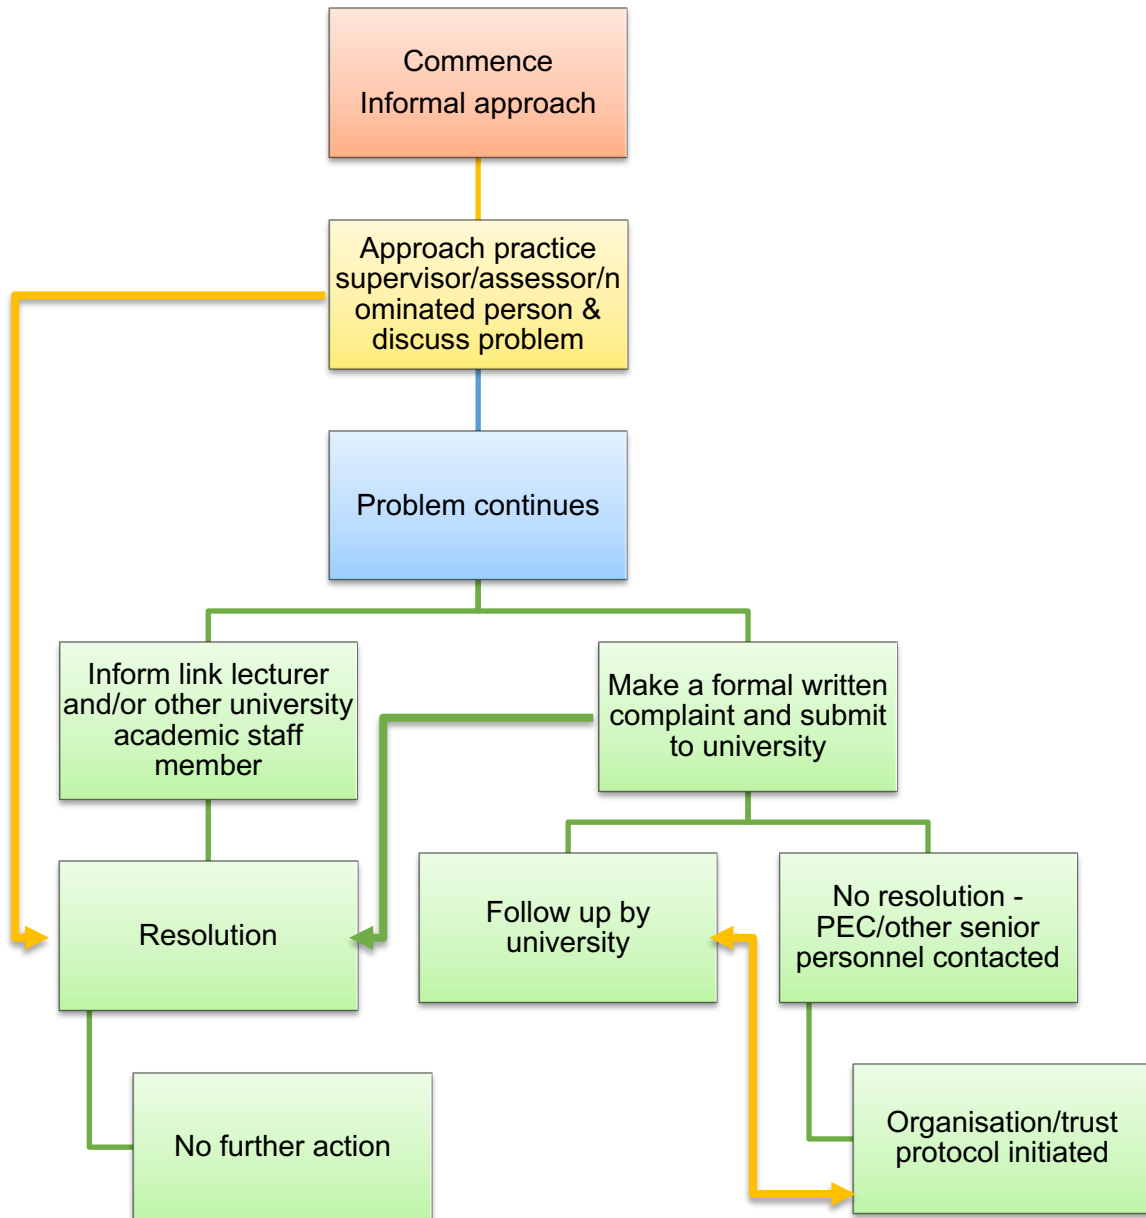 Commence
Informal approach
Approach practice
supervisor/assessor/n
ominated person &
discuss problem
Problem continues
Inform link lecturer
and/or other university
academic staff
member
Make a formal written
complaint and submit
to university
Resolution
Follow up by
university
No resolution -
PEC/other senior
personnel contacted
No further action
Organisation/trust
protocol initiated